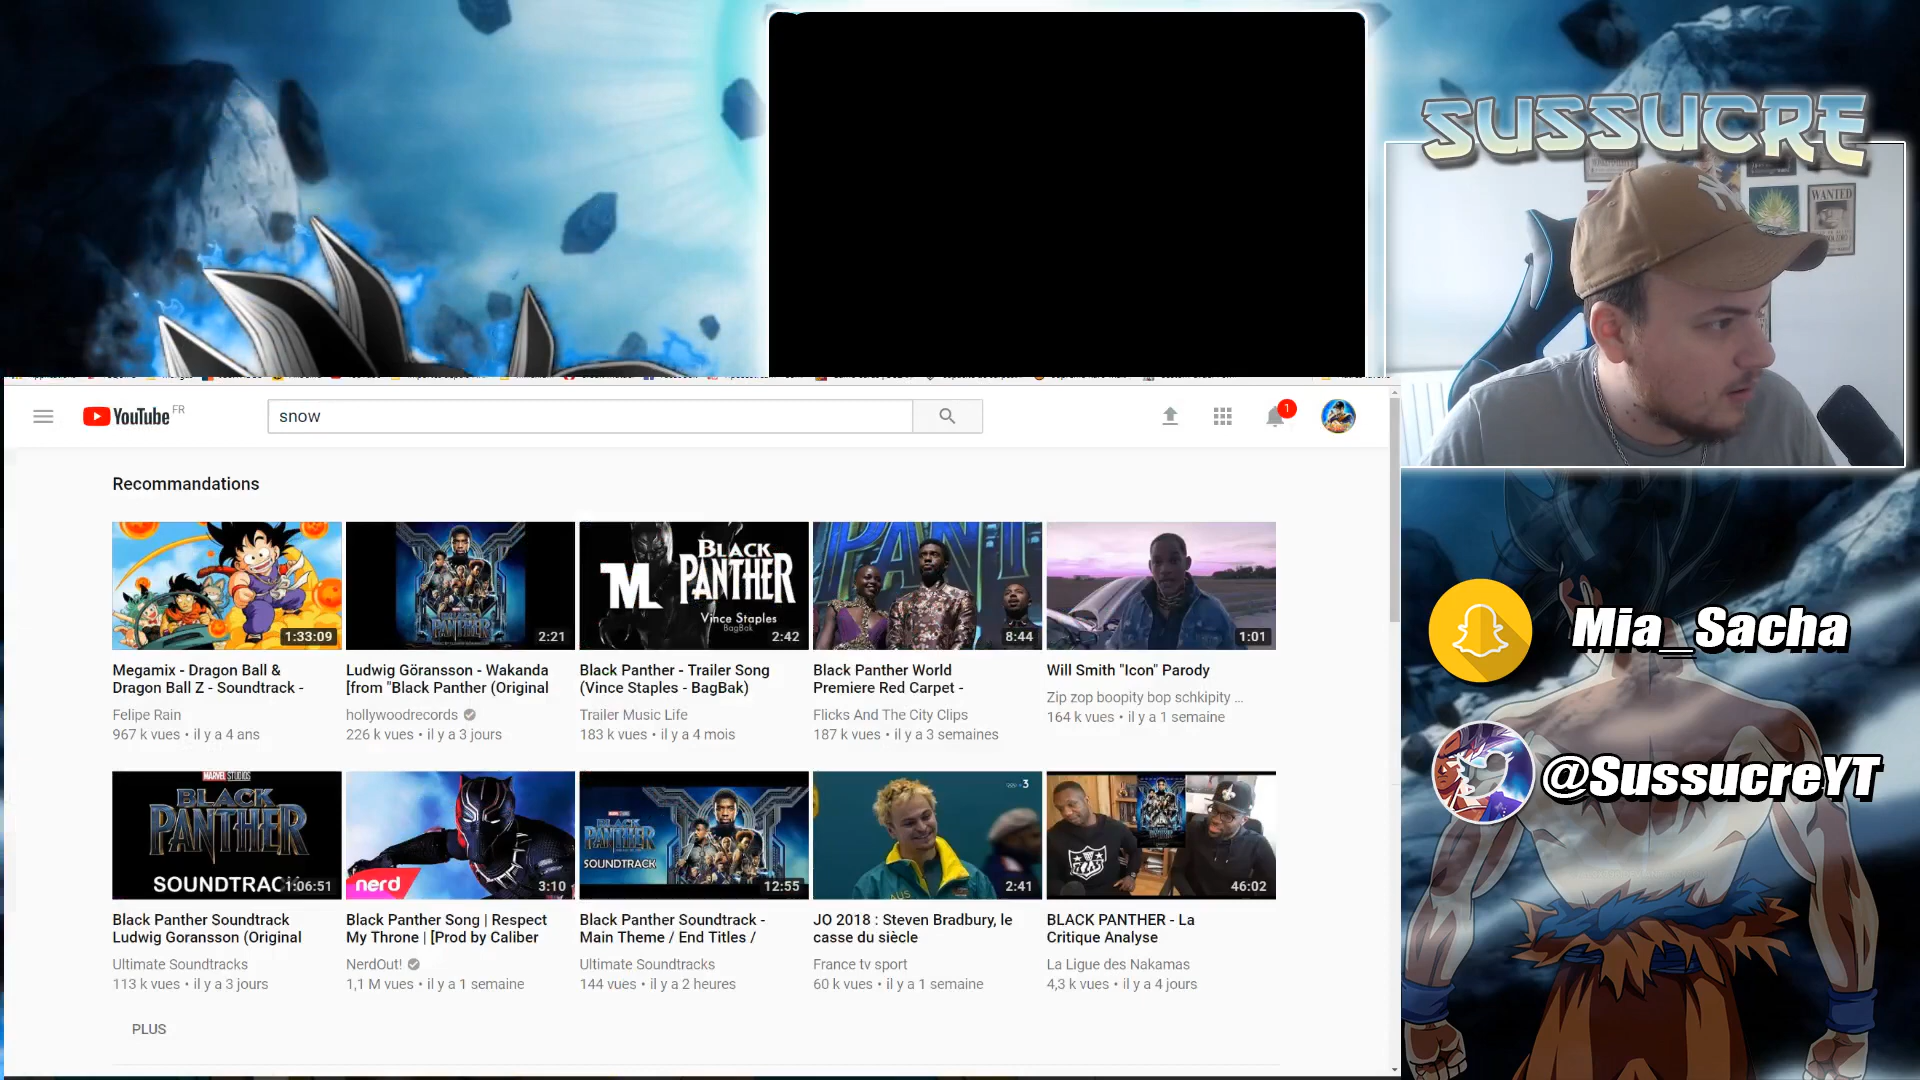 SUSSUCRE
WANTED
YouTube FR
snow
1
Recommandations
1:33:09
BLACK PANTHER
2:21
M
BLACK
PANTHER
Vince Staples
BagBak
2:42
8:44
1:01
Megamix - Dragon Ball &
Dragon Ball Z - Soundtrack -
Felipe Rain
967 k vues • il y a 4 ans
Ludwig Göransson - Wakanda
[from "Black Panther (Original
hollywoodrecords
226 k vues • il y a 3 jours
Black Panther - Trailer Song
(Vince Staples - BagBak)
Trailer Music Life
183 k vues • il y a 4 mois
Black Panther World
Premiere Red Carpet -
Flicks And The City Clips
187 k vues • il y a 3 semaines
Will Smith "Icon" Parody
Zip zop boopity bop schkipity ...
164 k vues • il y a 1 semaine
MARVEL STUDIOS
BLACK
PANTHER
SOUNDTRAC
1:06:51
nerd
3:10
BLACK
PANTHER
SOUNDTRACK
12:55
3
AUS
2:41
46:02
Black Panther Soundtrack
Ludwig Goransson (Original
Ultimate Soundtracks
113 k vues • il y a 3 jours
Black Panther Song | Respect
My Throne | [Prod by Caliber
NerdOut!
1,1 M vues • il y a 1 semaine
Black Panther Soundtrack -
Main Theme / End Titles /
Ultimate Soundtracks
144 vues • il y a 2 heures
JO 2018 : Steven Bradbury, le
casse du siècle
France tv sport
60 k vues • il y a 1 semaine
BLACK PANTHER - La
Critique Analyse
La Ligue des Nakamas
4,3 k vues • il y a 4 jours
PLUS
Mia_Sacha
@SussucreYT